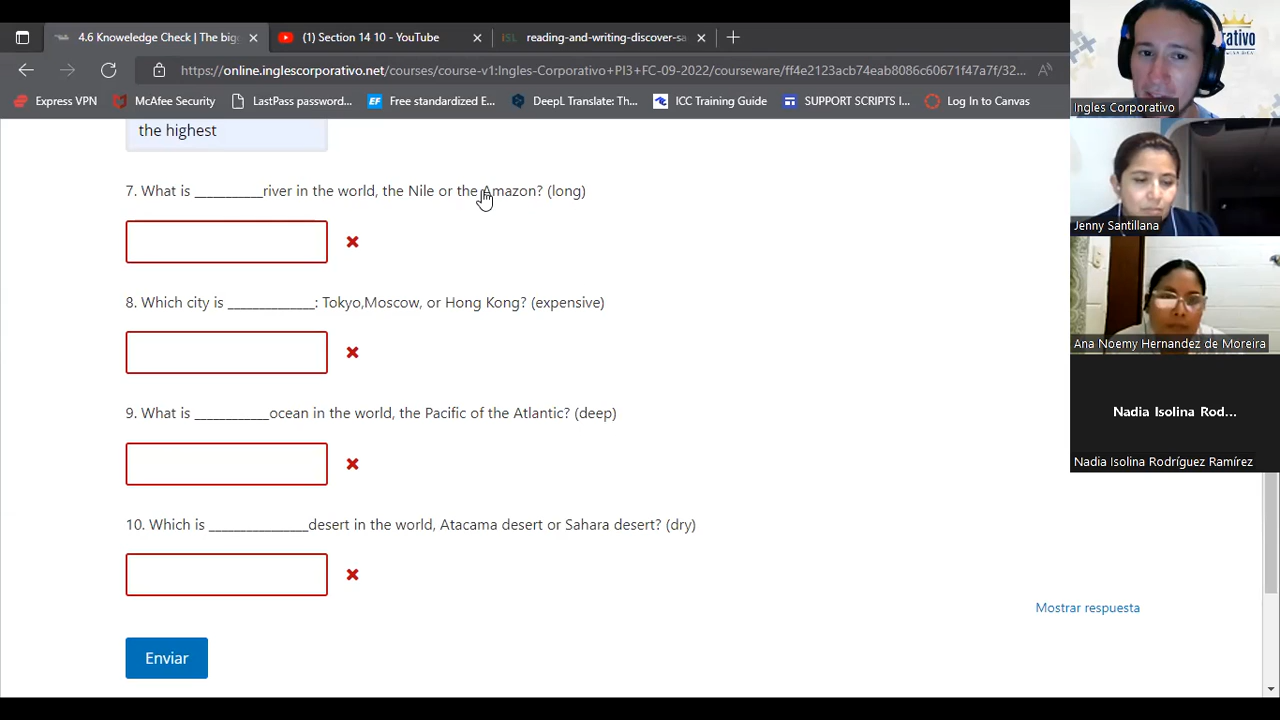 4.6 Knoweledge Check | The big
(1) Section 14 10 - YouTube
reading-and-writing-discover-sa
https://online.inglescorporativo.net/courses/course-v1:Ingles-Corporativo+PI3+FC-09-2022/courseware/ff4e2123acb74eab8086c60671f47a7f/32...
Express VPN
McAfee Security
LastPass password...
Free standardized E...
DeepL Translate: Th...
ICC Training Guide
SUPPORT SCRIPTS I...
Log In to Canvas
the highest
7. What is __________river in the world, the Nile or the Amazon? (long)
8. Which city is _____________: Tokyo,Moscow, or Hong Kong? (expensive)
9. What is ___________ocean in the world, the Pacific of the Atlantic? (deep)
10. Which is _______________desert in the world, Atacama desert or Sahara desert? (dry)
Mostrar respuesta
Enviar
Ingles Corporativo
Jenny Santillana
Ana Noemy Hernandez de Moreira
Nadia Isolina Rod...
Nadia Isolina Rodríguez Ramírez